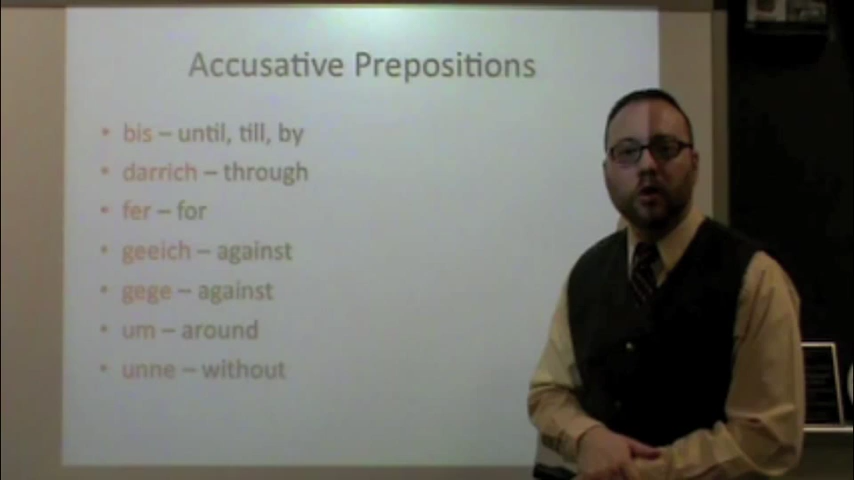 Accusative Prepositions
• bis – until, till, by
• darrich – through
• fer – for
• geeich – against
• gege – against
• um – around
• unne – without